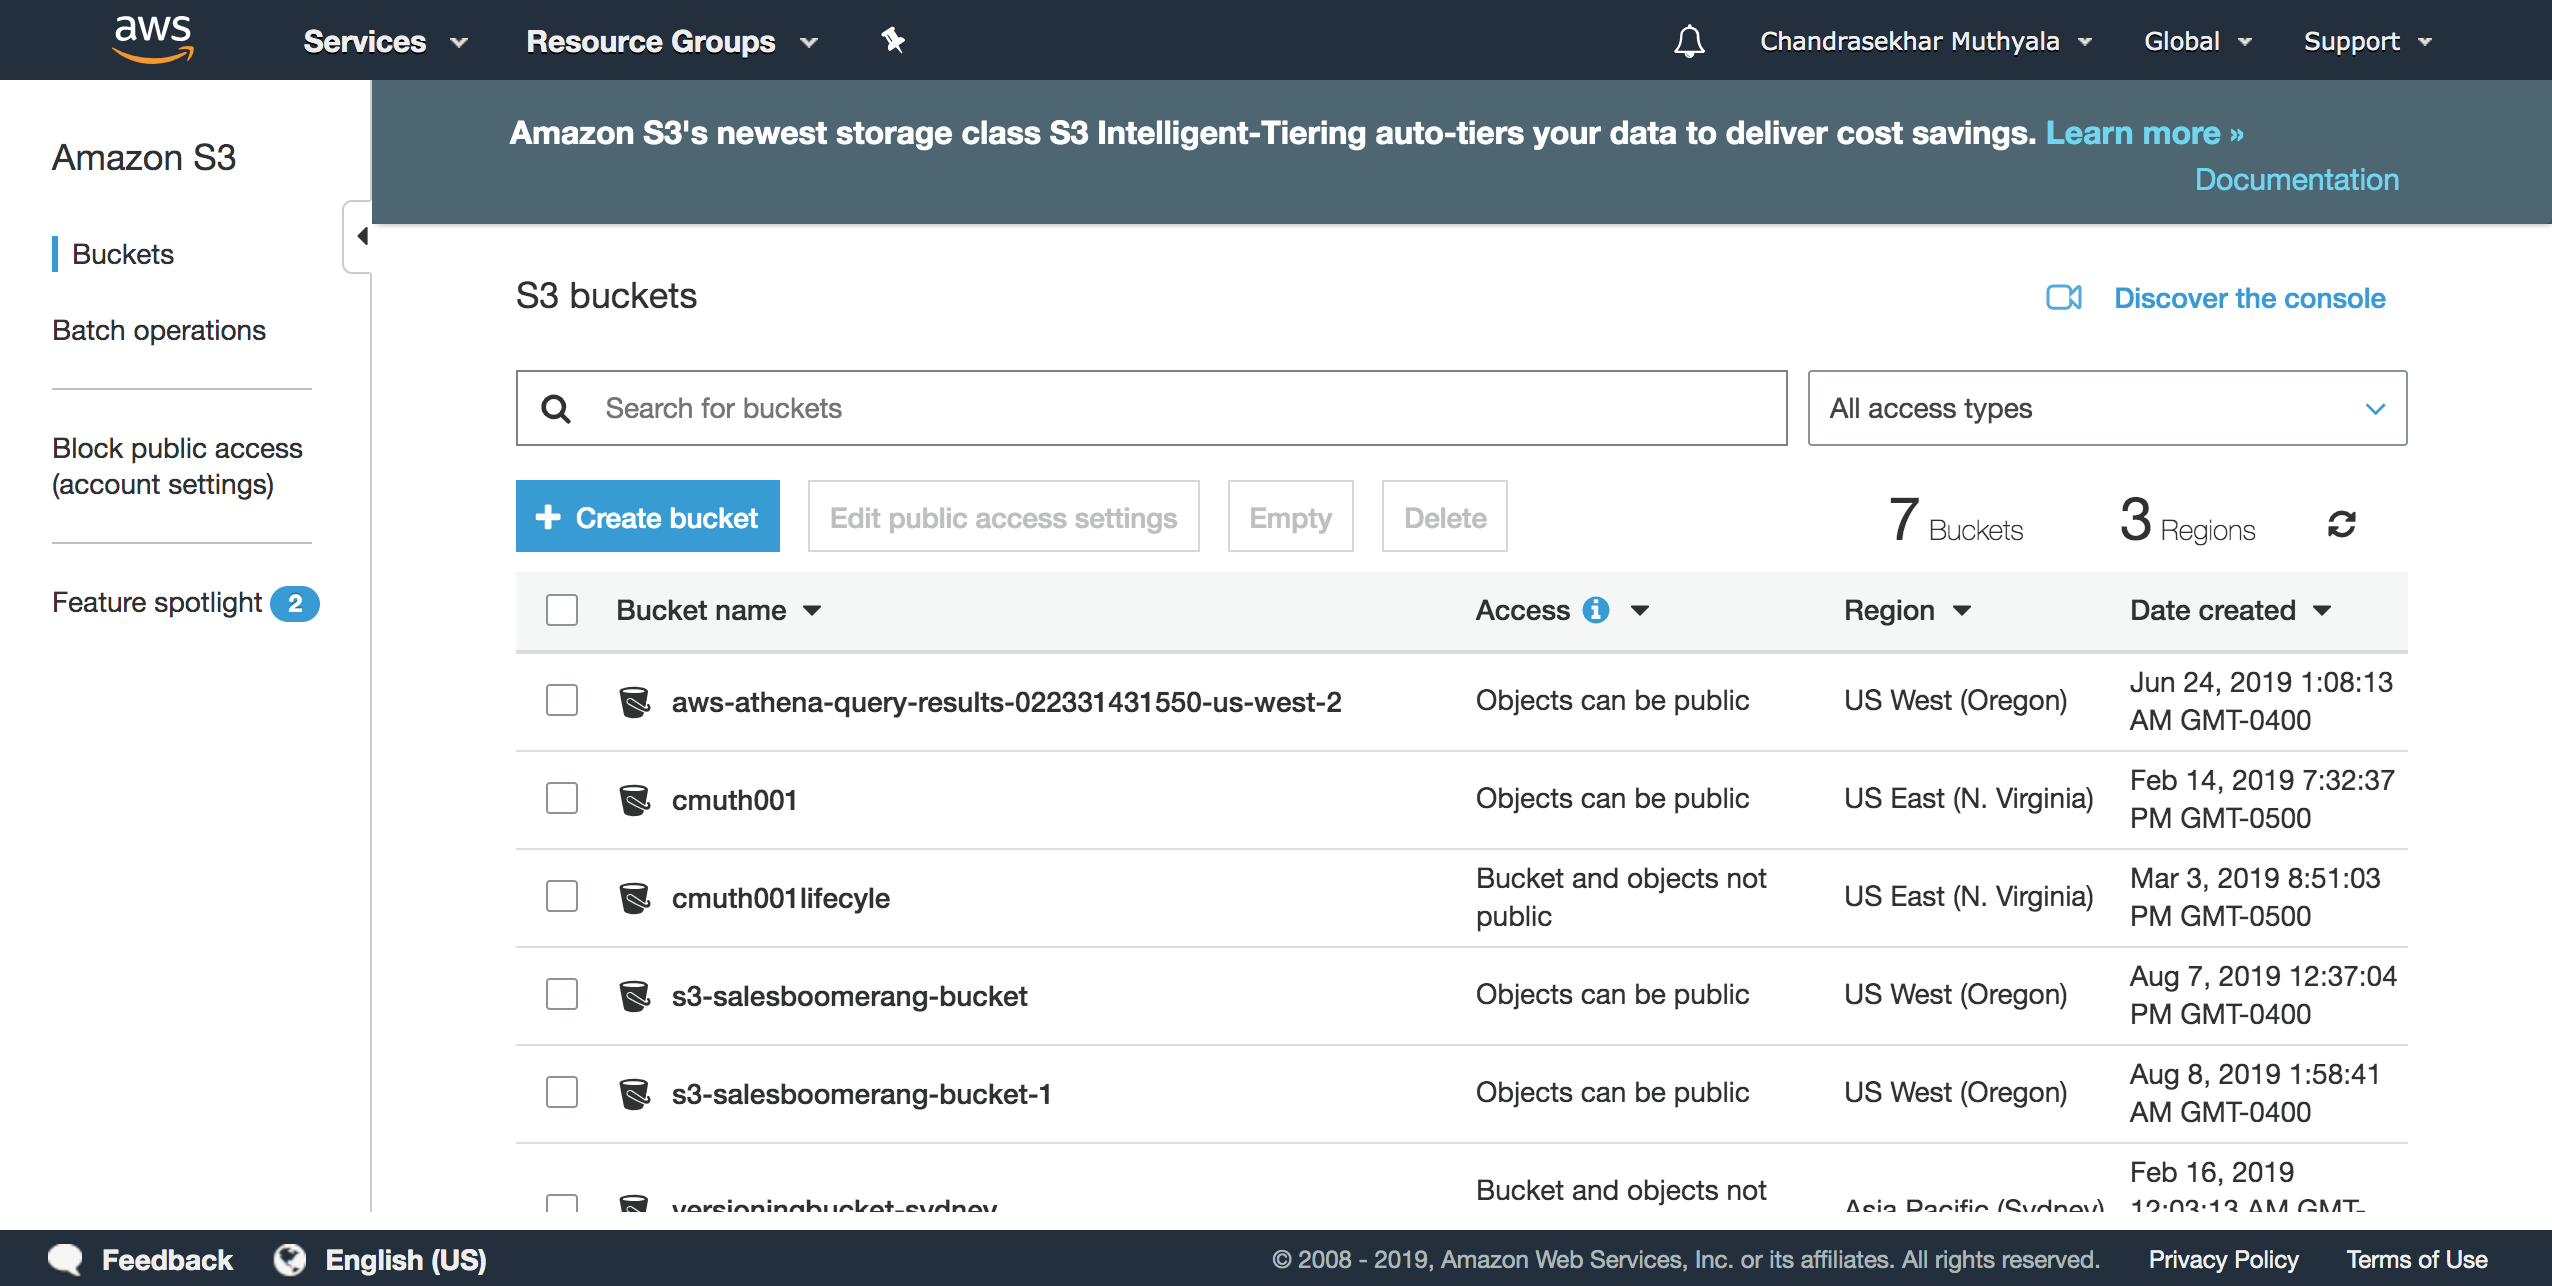 aws
Services
Resource Groups
Chandrasekhar Muthyala
Global
Support
Amazon S3
Buckets
Batch operations
Block public access
(account settings)
Feature spotlight 2
Amazon S3's newest storage class S3 Intelligent-Tiering auto-tiers your data to deliver cost savings. Learn more »
Documentation
S3 buckets
Discover the console
Search for buckets
All access types
+ Create bucket
Edit public access settings
Empty
Delete
7 Buckets
3 Regions
Bucket name
Access
Region
Date created
aws-athena-query-results-022331431550-us-west-2
Objects can be public
US West (Oregon)
Jun 24, 2019 1:08:13
AM GMT-0400
cmuth001
Objects can be public
US East (N. Virginia)
Feb 14, 2019 7:32:37
PM GMT-0500
cmuth001lifecyle
Bucket and objects not
public
US East (N. Virginia)
Mar 3, 2019 8:51:03
PM GMT-0500
s3-salesboomerang-bucket
Objects can be public
US West (Oregon)
Aug 7, 2019 12:37:04
PM GMT-0400
s3-salesboomerang-bucket-1
Objects can be public
US West (Oregon)
Aug 8, 2019 1:58:41
AM GMT-0400
versioningbucket-sydney
Bucket and objects not
Asia Pacific (Sydney)
Feb 16, 2019
12:03:13 AM GMT-
Feedback
English (US)
© 2008 - 2019, Amazon Web Services, Inc. or its affiliates. All rights reserved.
Privacy Policy
Terms of Use